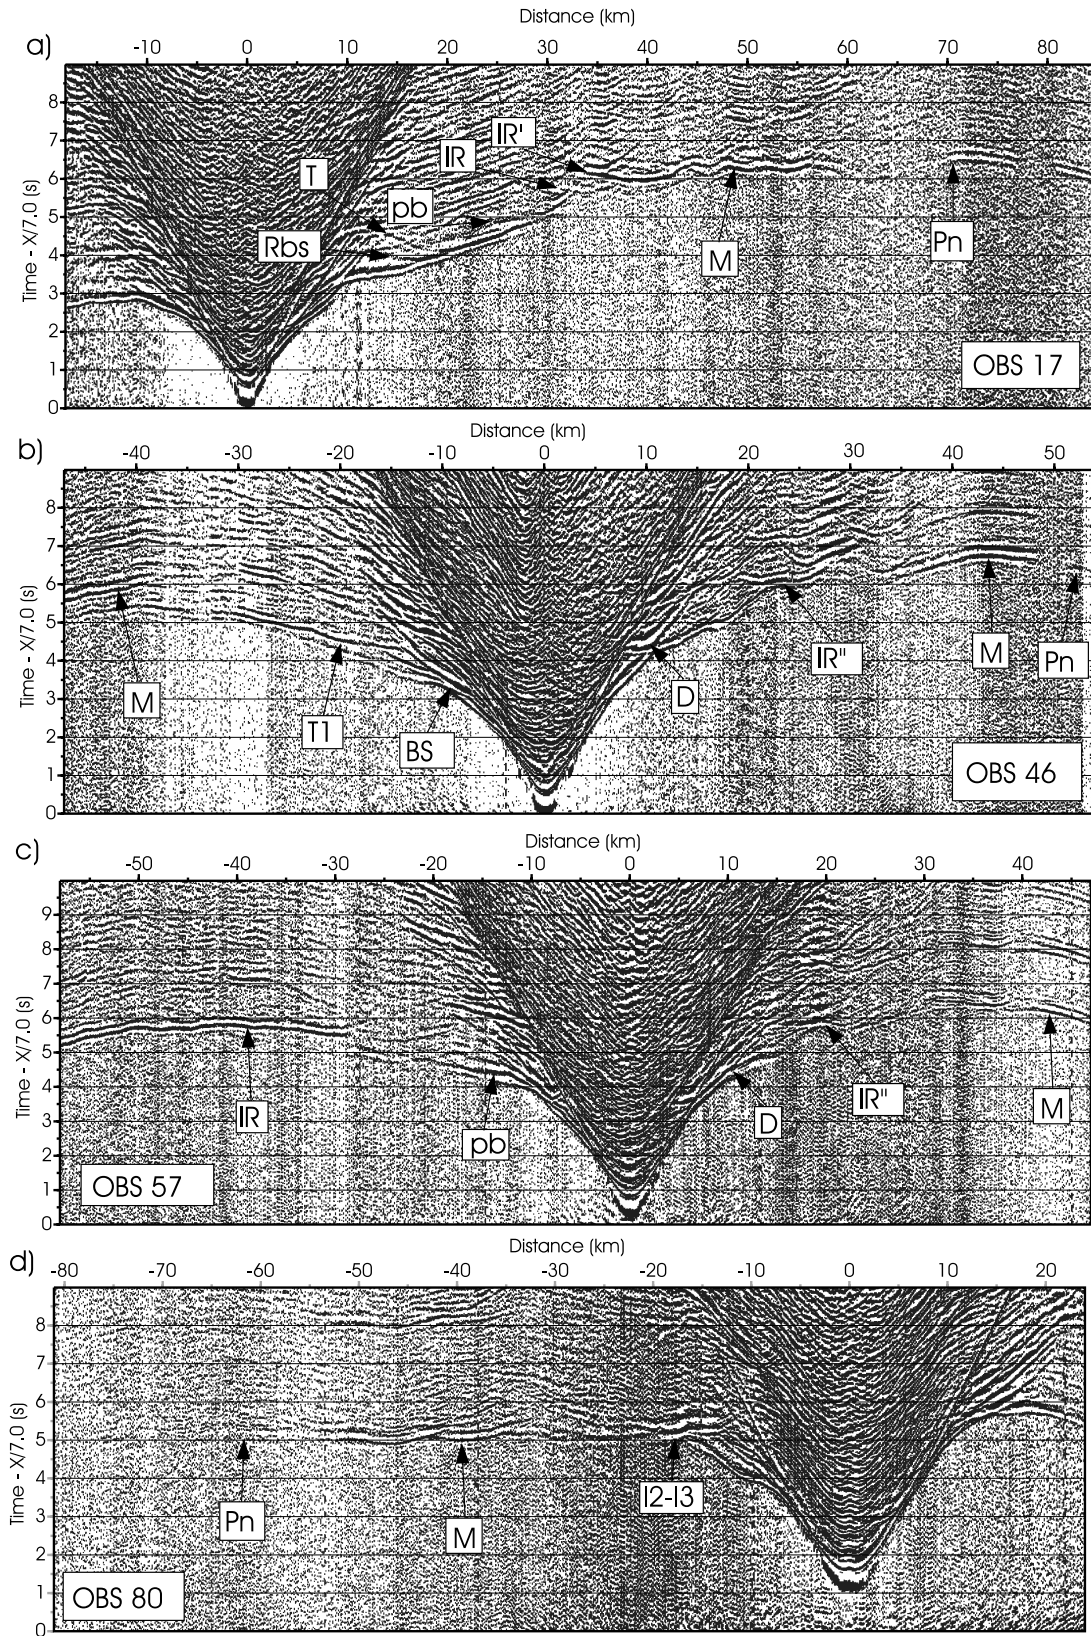 Distance (km)
a)
-10 0 10 20 30 40 50 60 70 80
Time - X/7.0 (s)
8
7
6
5
4
3
2
1
0
IR'
IR
T
pb
Rbs
M
Pn
OBS 17
Distance (km)
b)
-40 -30 -20 -10 0 10 20 30 40 50
Time - X/7.0 (s)
8
7
6
5
4
3
2
1
0
M
T1
BS
D
IR"
M
Pn
OBS 46
Distance (km)
c)
-50 -40 -30 -20 -10 0 10 20 30 40
Time - X/7.0 (s)
9
8
7
6
5
4
3
2
1
0
IR
pb
D
IR"
M
OBS 57
Distance (km)
d)
-80 -70 -60 -50 -40 -30 -20 -10 0 10 20
Time - X/7.0 (s)
8
7
6
5
4
3
2
1
0
Pn
M
I2-I3
OBS 80